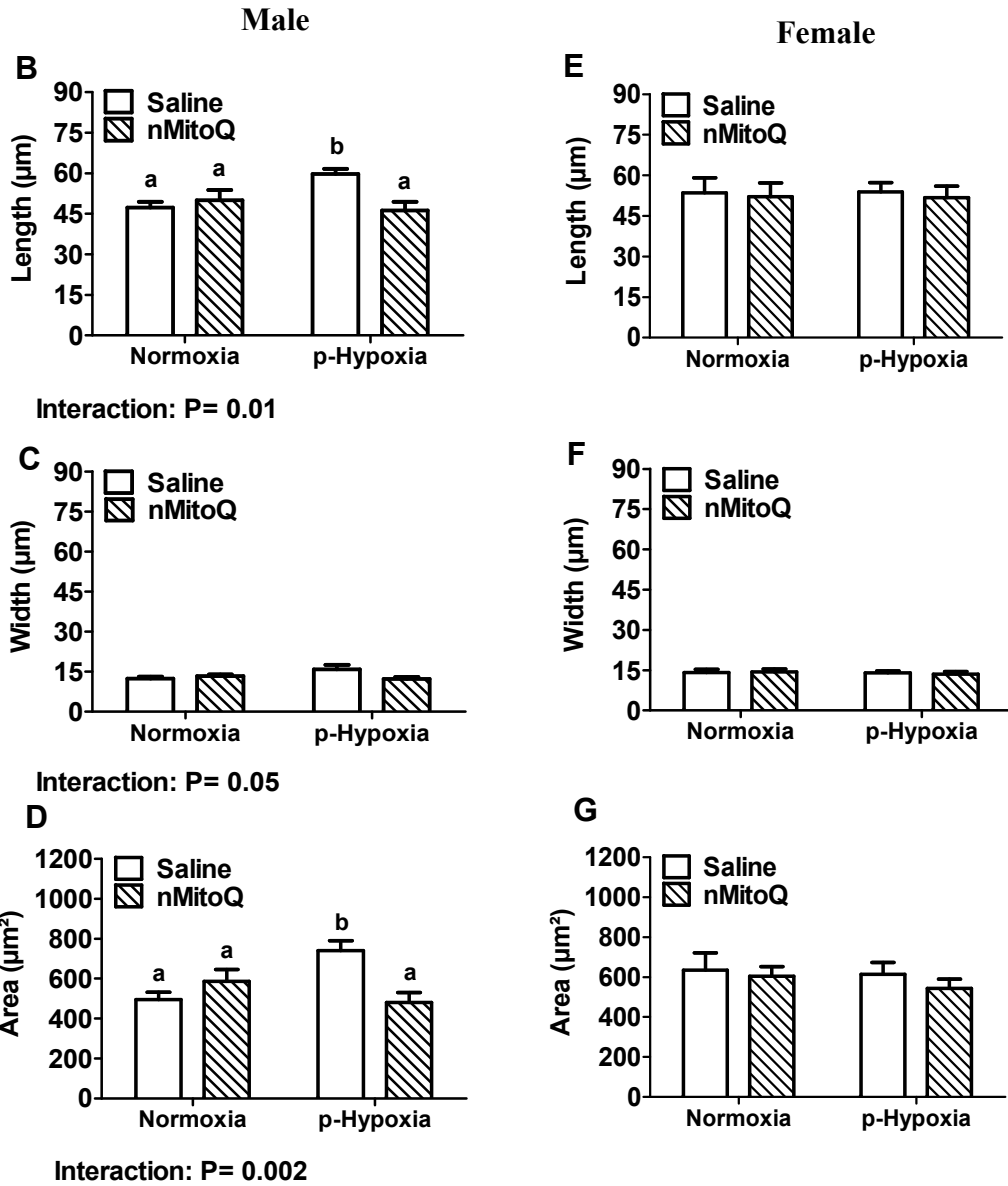 Male
B
90
75
60
45
30
15
0
Length (µm)
Saline
nMitoQ
a
a
b
a
Normoxia
p-Hypoxia
Interaction: P= 0.01
C
90
75
60
45
30
15
0
Width (µm)
Saline
nMitoQ
Normoxia
p-Hypoxia
Interaction: P= 0.05
D
1200
1000
800
600
400
200
0
Area (µm²)
Saline
nMitoQ
a
a
b
a
Normoxia
p-Hypoxia
Interaction: P= 0.002
Female
E
90
75
60
45
30
15
0
Length (µm)
Saline
nMitoQ
Normoxia
p-Hypoxia
F
90
75
60
45
30
15
0
Width (µm)
Saline
nMitoQ
Normoxia
p-Hypoxia
G
1200
1000
800
600
400
200
0
Area (µm²)
Saline
nMitoQ
Normoxia
p-Hypoxia